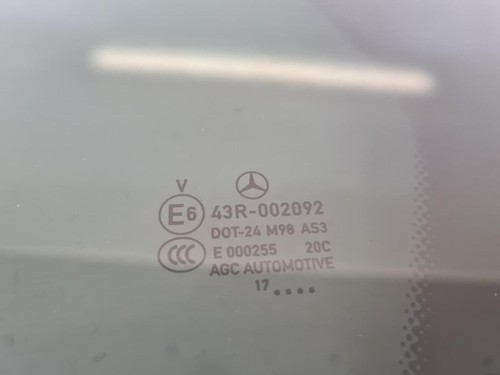 V
E6 43R-002092
DOT-24 M98 AS3
CCC E 000255 20C
AGC AUTOMOTIVE
17 ....